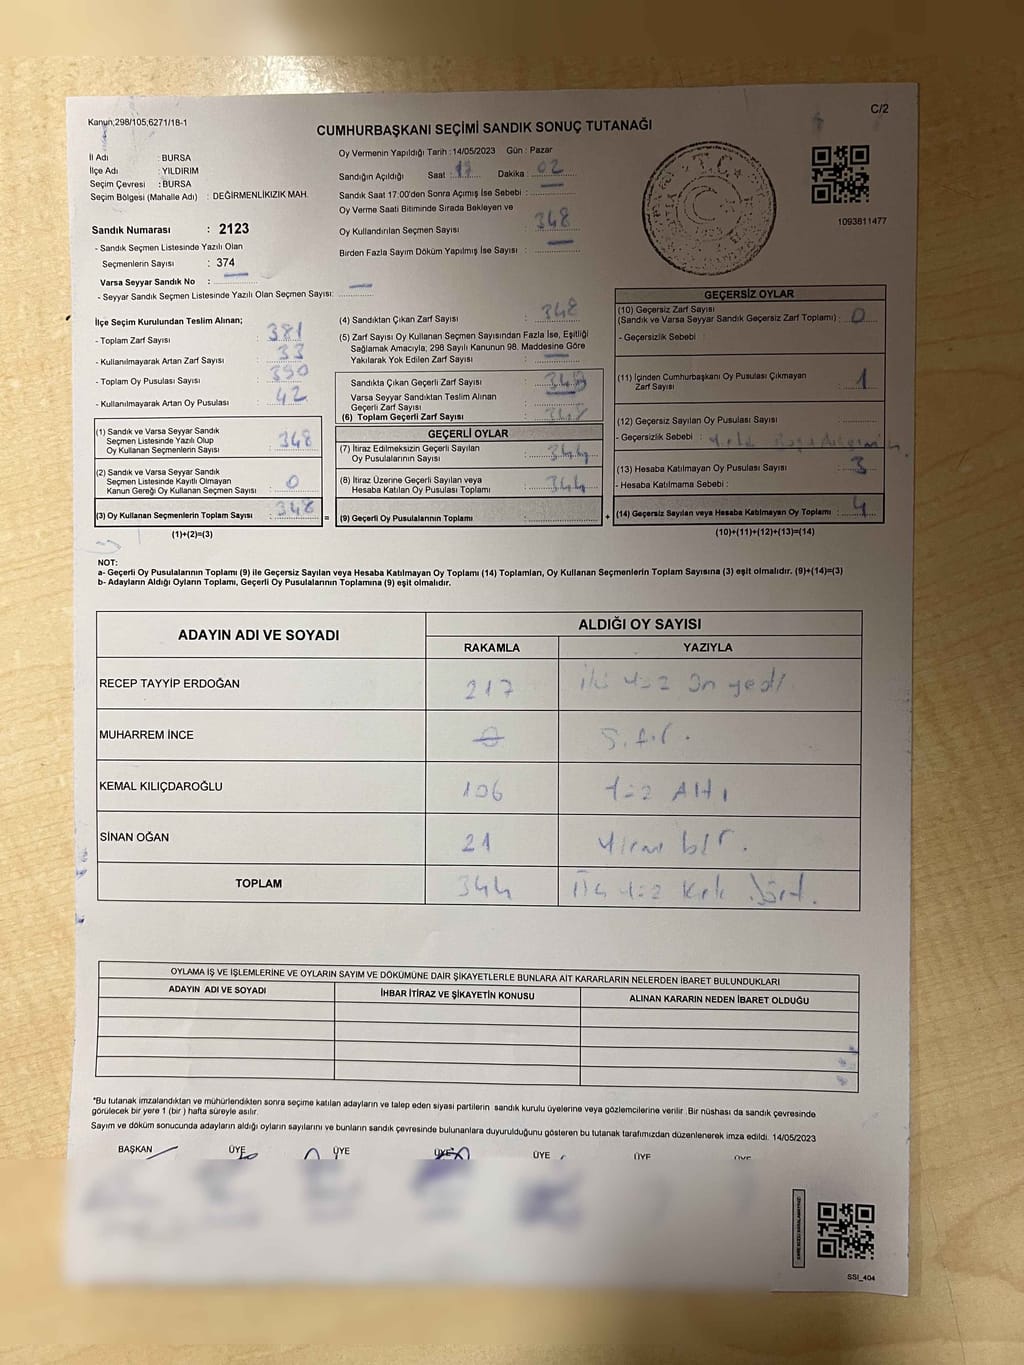 C/2
Kanun,298/105,6271/18-1
CUMHURBAŞKANI SEÇİMİ SANDIK SONUÇ TUTANAĞI
İl Adı : BURSA
İlçe Adı : YILDIRIM
Seçim Çevresi : BURSA
Seçim Bölgesi (Mahalle Adı) : DEĞİRMENLİKIZIK MAH.
Sandık Numarası : 2123
- Sandık Seçmen Listesinde Yazılı Olan
Seçmenlerin Sayısı : 374
Varsa Seyyar Sandık No :
- Seyyar Sandık Seçmen Listesinde Yazılı Olan Seçmen Sayısı:
Oy Vermenin Yapıldığı Tarih :14/05/2023 Gün : Pazar
Sandığın Açıldığı Saat : 17 Dakika : 02
Sandık Saat 17:00'den Sonra Açımış İse Sebebi :
Oy Verme Saati Bitiminde Sırada Bekleyen ve
Oy Kullandırılan Seçmen Sayısı : 348
Birden Fazla Sayım Döküm Yapılmış İse Sayısı :
T.C.
1093811477
İlçe Seçim Kurulundan Teslim Alınan;
- Toplam Zarf Sayısı : 381
- Kullanılmayarak Artan Zarf Sayısı : 33
- Toplam Oy Pusulası Sayısı : 390
- Kullanılmayarak Artan Oy Pusulası : 42
(1) Sandık ve Varsa Seyyar Sandık
Seçmen Listesinde Yazılı Olup
Oy Kullanan Seçmenlerin Sayısı : 348
(2) Sandık ve Varsa Seyyar Sandık
Seçmen Listesinde Kayıtlı Olmayan
Kanun Gereği Oy Kullanan Seçmen Sayısı : 0
(3) Oy Kullanan Seçmenlerin Toplam Sayısı : 348
(1)+(2)=(3)
(4) Sandıktan Çıkan Zarf Sayısı : 348
(5) Zarf Sayısı Oy Kullanan Seçmen Sayısından Fazla İse, Eşitliği
Sağlamak Amacıyla; 298 Sayılı Kanunun 98. Maddesine Göre
Yakılarak Yok Edilen Zarf Sayısı :
Sandıkta Çıkan Geçerli Zarf Sayısı : 348
Varsa Seyyar Sandıktan Teslim Alınan
Geçerli Zarf Sayısı :
(6) Toplam Geçerli Zarf Sayısı : 348
GEÇERLİ OYLAR
(7) İtiraz Edilmeksizin Geçerli Sayılan
Oy Pusulalarının Sayısı : 344
(8) İtiraz Üzerine Geçerli Sayılan veya
Hesaba Katılan Oy Pusulası Toplamı : 344
= (9) Geçerli Oy Pusulalarının Toplamı :
GEÇERSİZ OYLAR
(10) Geçersiz Zarf Sayısı
(Sandık ve Varsa Seyyar Sandık Geçersiz Zarf Toplamı) : 0
- Geçersizlik Sebebi :
(11) İçinden Cumhurbaşkanı Oy Pusulası Çıkmayan
Zarf Sayısı : 1
(12) Geçersiz Sayılan Oy Pusulası Sayısı :
- Geçersizlik Sebebi :
(13) Hesaba Katılmayan Oy Pusulası Sayısı : 3
- Hesaba Katılmama Sebebi :
+ (14) Geçersiz Sayılan veya Hesaba Katılmayan Oy Toplamı : 4
(10)+(11)+(12)+(13)=(14)
NOT:
a- Geçerli Oy Pusulalarının Toplamı (9) ile Geçersiz Sayılan veya Hesaba Katılmayan Oy Toplamı (14) Toplamları, Oy Kullanan Seçmenlerin Toplam Sayısına (3) eşit olmalıdır. (9)+(14)=(3)
b- Adayların Aldığı Oyların Toplamı, Geçerli Oy Pusulalarının Toplamına (9) eşit olmalıdır.
ADAYIN ADI VE SOYADI
ALDIĞI OY SAYISI
RAKAMLA YAZIYLA
RECEP TAYYİP ERDOĞAN 217 iki yüz on yedi
MUHARREM İNCE 0 Sıfır.
KEMAL KILIÇDAROĞLU 106 Yüz Altı
SİNAN OĞAN 21 Yirmi bir.
TOPLAM 344 Üç yüz kırk dört.
OYLAMA İŞ VE İŞLEMLERİNE VE OYLARIN SAYIM VE DÖKÜMÜNE DAİR ŞİKAYETLERLE BUNLARA AİT KARARLARIN NELERDEN İBARET BULUNDUKLARI
ADAYIN ADI VE SOYADI İHBAR İTİRAZ VE ŞİKAYETİN KONUSU ALINAN KARARIN NEDEN İBARET OLDUĞU
*Bu tutanak imzalandıktan ve mühürlendikten sonra seçime katılan adayların ve talep eden siyasi partilerin sandık kurulu üyelerine veya gözlemcilerine verilir .Bir nüshası da sandık çevresinde
görülecek bir yere 1 (bir ) hafta süreyle asılır.
Sayım ve döküm sonucunda adayların aldığı oyların sayılarını ve bunların sandık çevresinde bulunanlara duyurulduğunu gösteren bu tutanak tarafımızdan düzenlenerek imza edildi. 14/05/2023
BAŞKAN ÜYE ÜYE ÜYE ÜYE ÜYE ÜYE
SSI_404